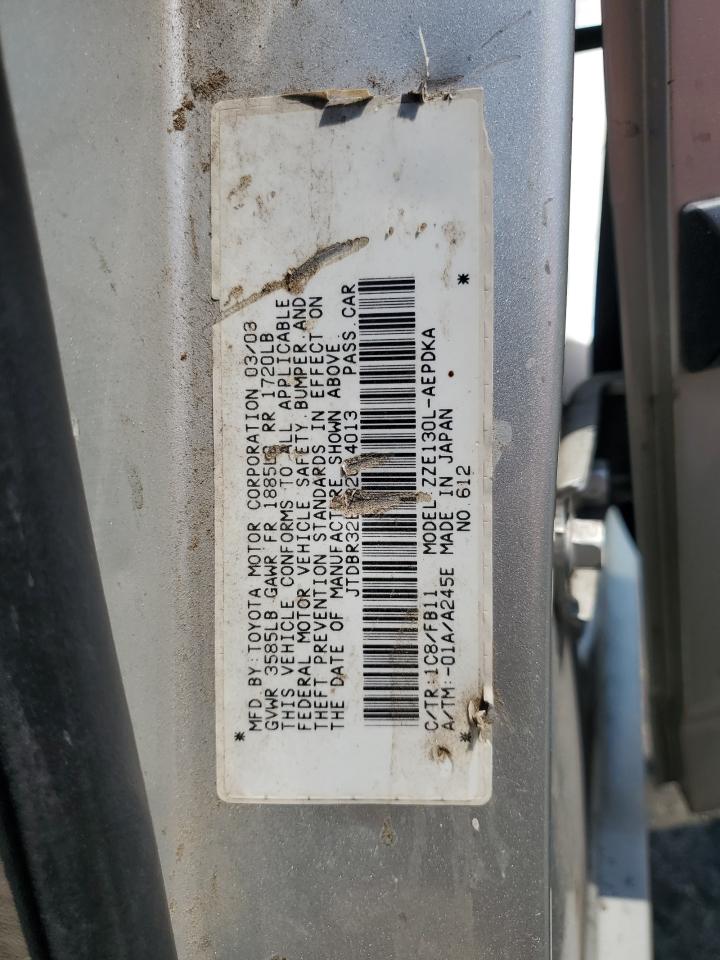 MFD BY:TOYOTA MOTOR CORPORATION 03/03
GVWR 3585LB GAWR FR 1885LB RR 1720LB
THIS VEHICLE CONFORMS TO ALL APPLICABLE
FEDERAL MOTOR VEHICLE SAFETY, BUMPER, AND
THEFT PREVENTION STANDARDS IN EFFECT ON
THE DATE OF MANUFACTURE SHOWN ABOVE.
PASS. CAR
* *
C/TR:1C8/FB11 MODEL:ZZE130L-AEPDKA
A/TM:-01A/A245E MADE IN JAPAN
* NO.612 *